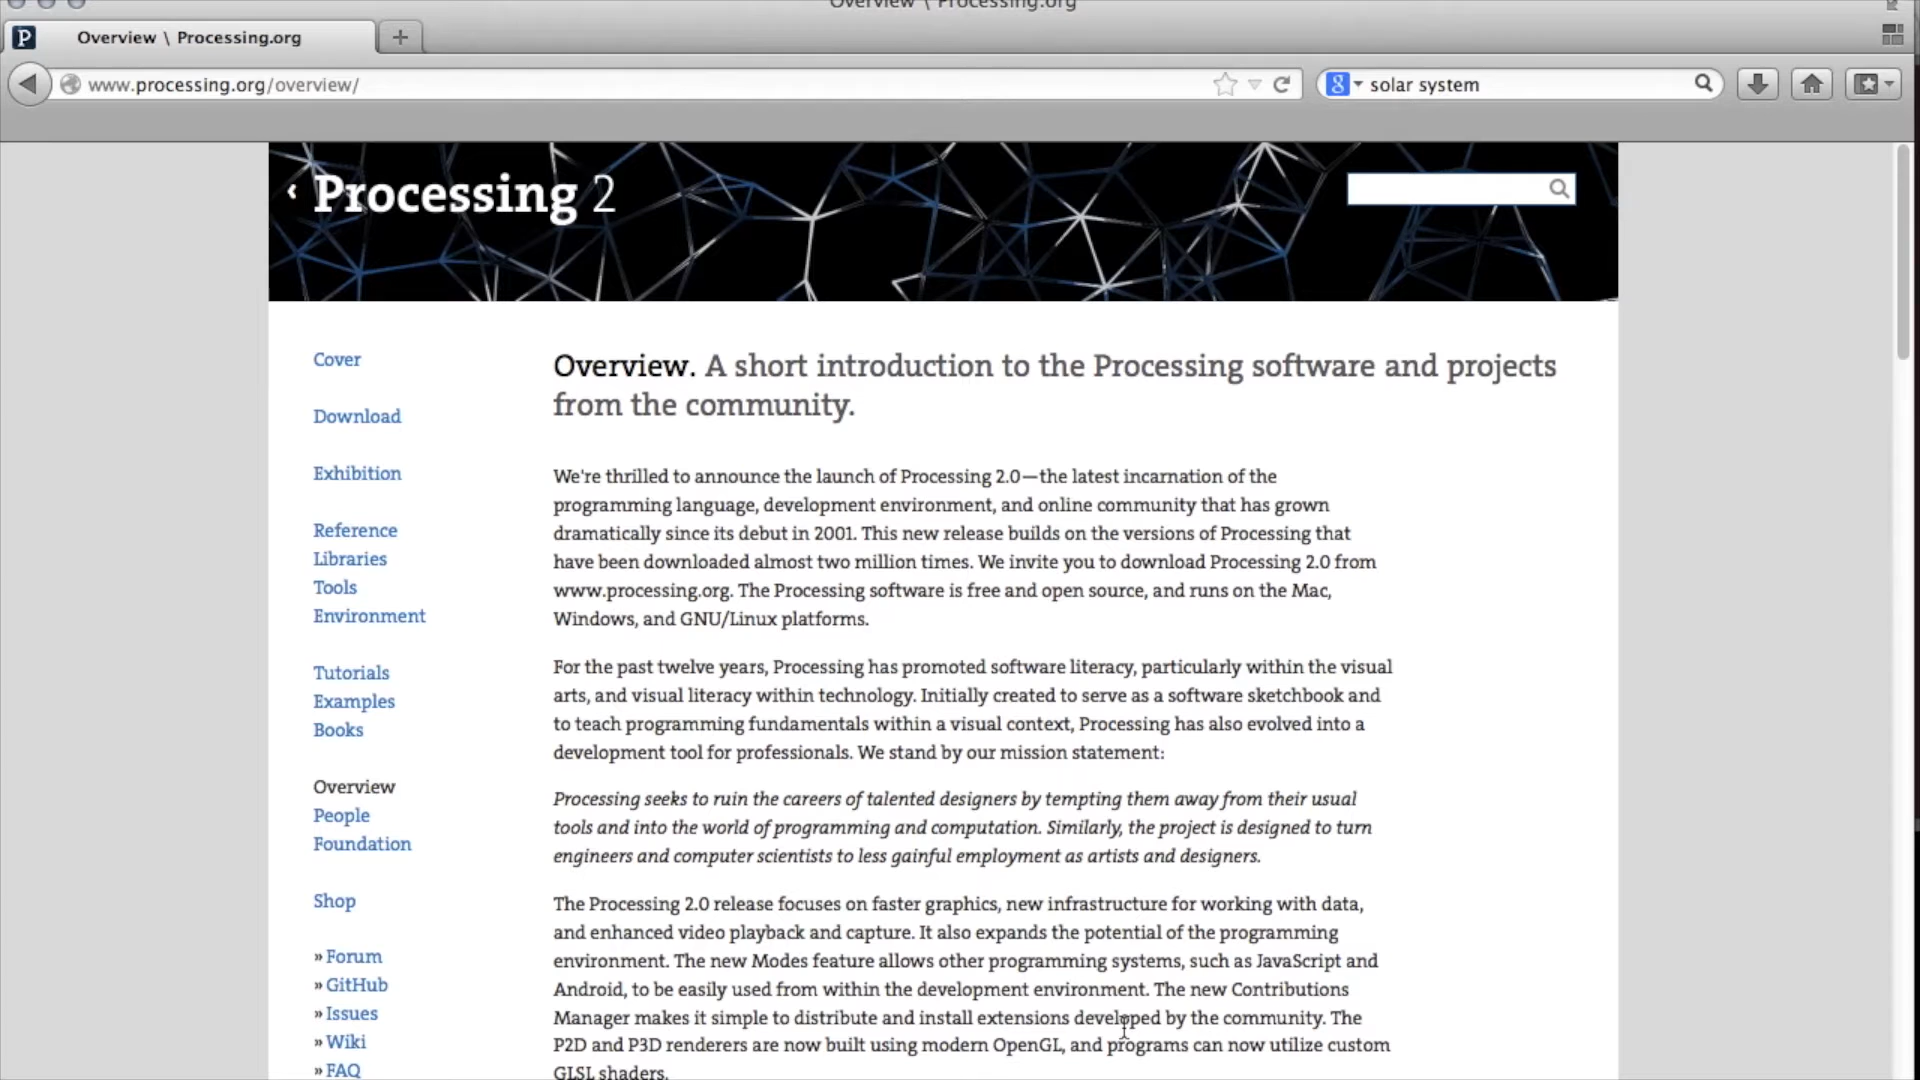 Overview \ Processing.org
Overview \ Processing.org
www.processing.org/overview/
solar system
Processing 2
Cover
Download
Exhibition
Reference
Libraries
Tools
Environment
Tutorials
Examples
Books
Overview
People
Foundation
Shop
» Forum
» GitHub
» Issues
» Wiki
» FAQ
Overview. A short introduction to the Processing software and projects
from the community.
We're thrilled to announce the launch of Processing 2.0—the latest incarnation of the
programming language, development environment, and online community that has grown
dramatically since its debut in 2001. This new release builds on the versions of Processing that
have been downloaded almost two million times. We invite you to download Processing 2.0 from
www.processing.org. The Processing software is free and open source, and runs on the Mac,
Windows, and GNU/Linux platforms.
For the past twelve years, Processing has promoted software literacy, particularly within the visual
arts, and visual literacy within technology. Initially created to serve as a software sketchbook and
to teach programming fundamentals within a visual context, Processing has also evolved into a
development tool for professionals. We stand by our mission statement:
Processing seeks to ruin the careers of talented designers by tempting them away from their usual
tools and into the world of programming and computation. Similarly, the project is designed to turn
engineers and computer scientists to less gainful employment as artists and designers.
The Processing 2.0 release focuses on faster graphics, new infrastructure for working with data,
and enhanced video playback and capture. It also expands the potential of the programming
environment. The new Modes feature allows other programming systems, such as JavaScript and
Android, to be easily used from within the development environment. The new Contributions
Manager makes it simple to distribute and install extensions developed by the community. The
P2D and P3D renderers are now built using modern OpenGL, and programs can now utilize custom
GLSL shaders.